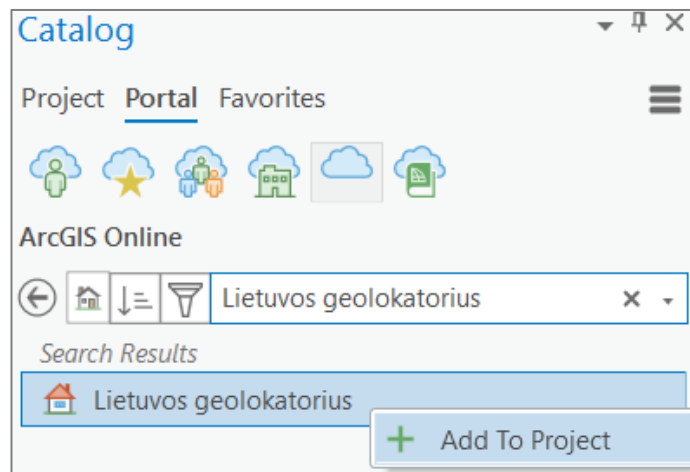 Catalog
Project Portal Favorites
ArcGIS Online
Lietuvos geolokatorius
Search Results
Lietuvos geolokatorius
Add To Project